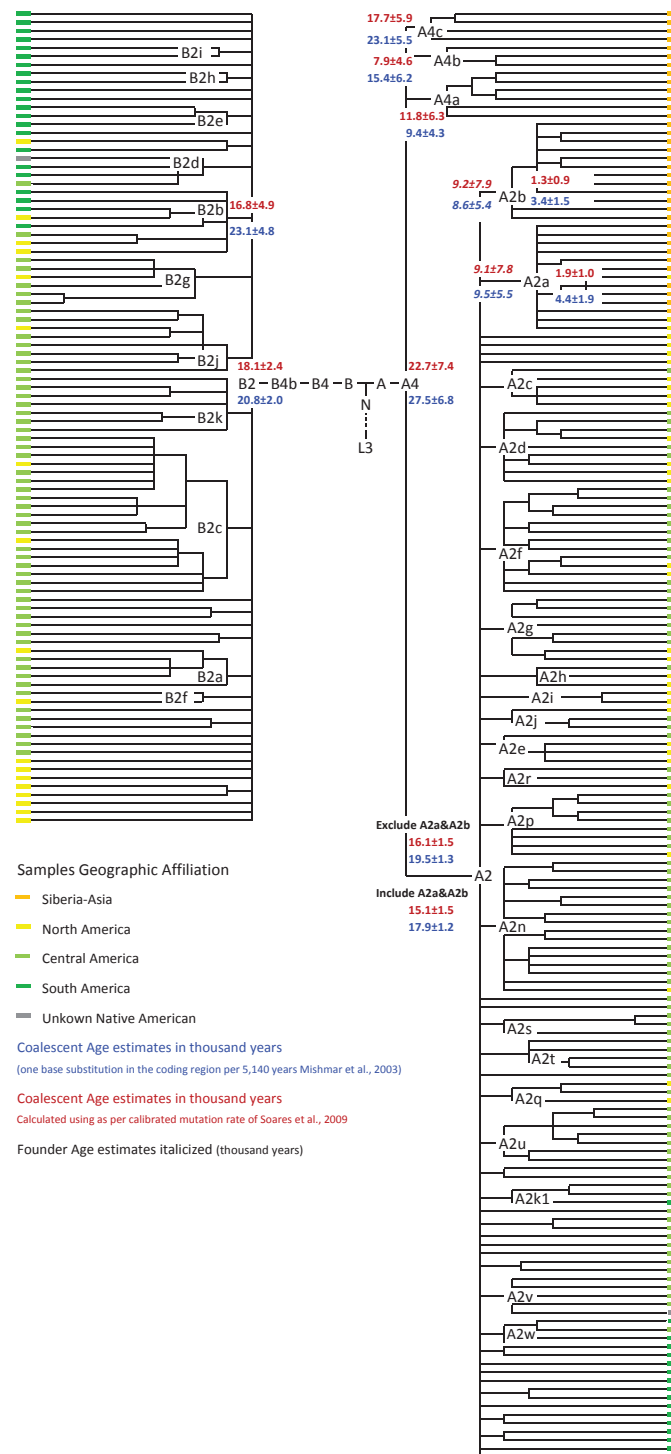 17.7±5.9
A4c
23.1±5.5
7.9±4.6
A4b
15.4±6.2
A4a
11.8±6.3
9.4±4.3
B2i
B2h
B2e
B2d
B2b
16.8±4.9
23.1±4.8
B2g
B2j
18.1±2.4
B2 B4b B4 B A A4
20.8±2.0
N
L3
22.7±7.4
27.5±6.8
B2k
B2c
B2a
B2f
9.2±7.9
A2b
8.6±5.4
1.3±0.9
3.4±1.5
9.1±7.8
A2a
9.5±5.5
1.9±1.0
4.4±1.9
A2c
A2d
A2f
A2g
A2h
A2i
A2j
A2e
A2r
A2p
Exclude A2a&A2b
16.1±1.5
19.5±1.3
A2
Include A2a&A2b
15.1±1.5
17.9±1.2
A2n
A2s
A2t
A2q
A2u
A2k1
A2v
A2w
Samples Geographic Affiliation
Siberia-Asia
North America
Central America
South America
Unkown Native American
Coalescent Age estimates in thousand years
(one base substitution in the coding region per 5,140 years Mishmar et al., 2003)
Coalescent Age estimates in thousand years
Calculated using as per calibrated mutation rate of Soares et al., 2009
Founder Age estimates italicized (thousand years)